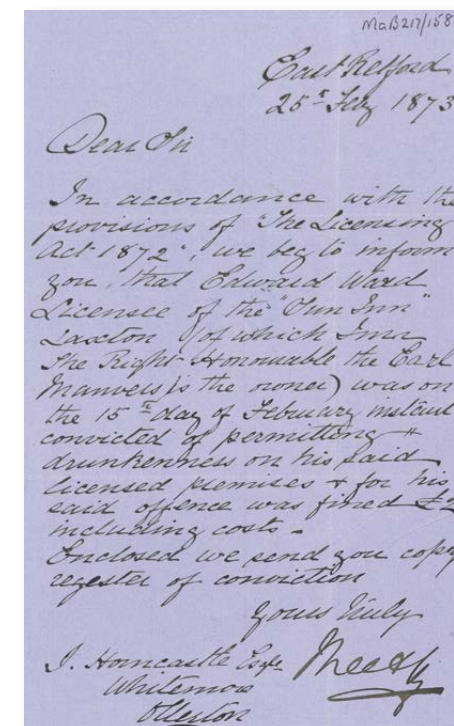 MaB217/158
East Retford
25th Feby 1873
Dear Sir
In accordance with the
provisions of "The Licensing
Act 1872", we beg to inform
you, that Edward Ward
Licensee of the "Sun Inn"
Laxton (of which Inn
The Right Honourable the Earl
Manvers is the owner) was on
the 15th day of February instant
convicted of permitting
drunkenness on his said
licensed premises & for his
said offence was fined £2
including costs -
Enclosed we send you copy
register of conviction
Yours truly
J. Horncastle Esqre
Whitemoor
Ollerton